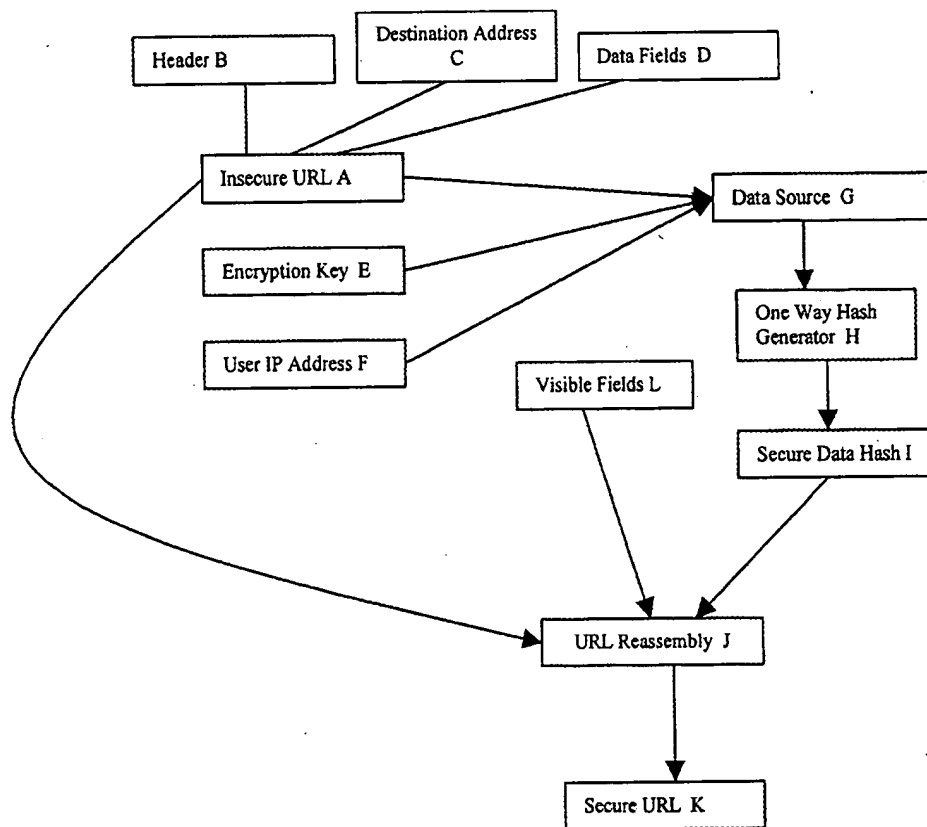 Destination Address
C
Header B
Data Fields D
Insecure URL A
Data Source G
Encryption Key E
One Way Hash
Generator H
User IP Address F
Visible Fields L
Secure Data Hash I
URL Reassembly J
Secure URL K